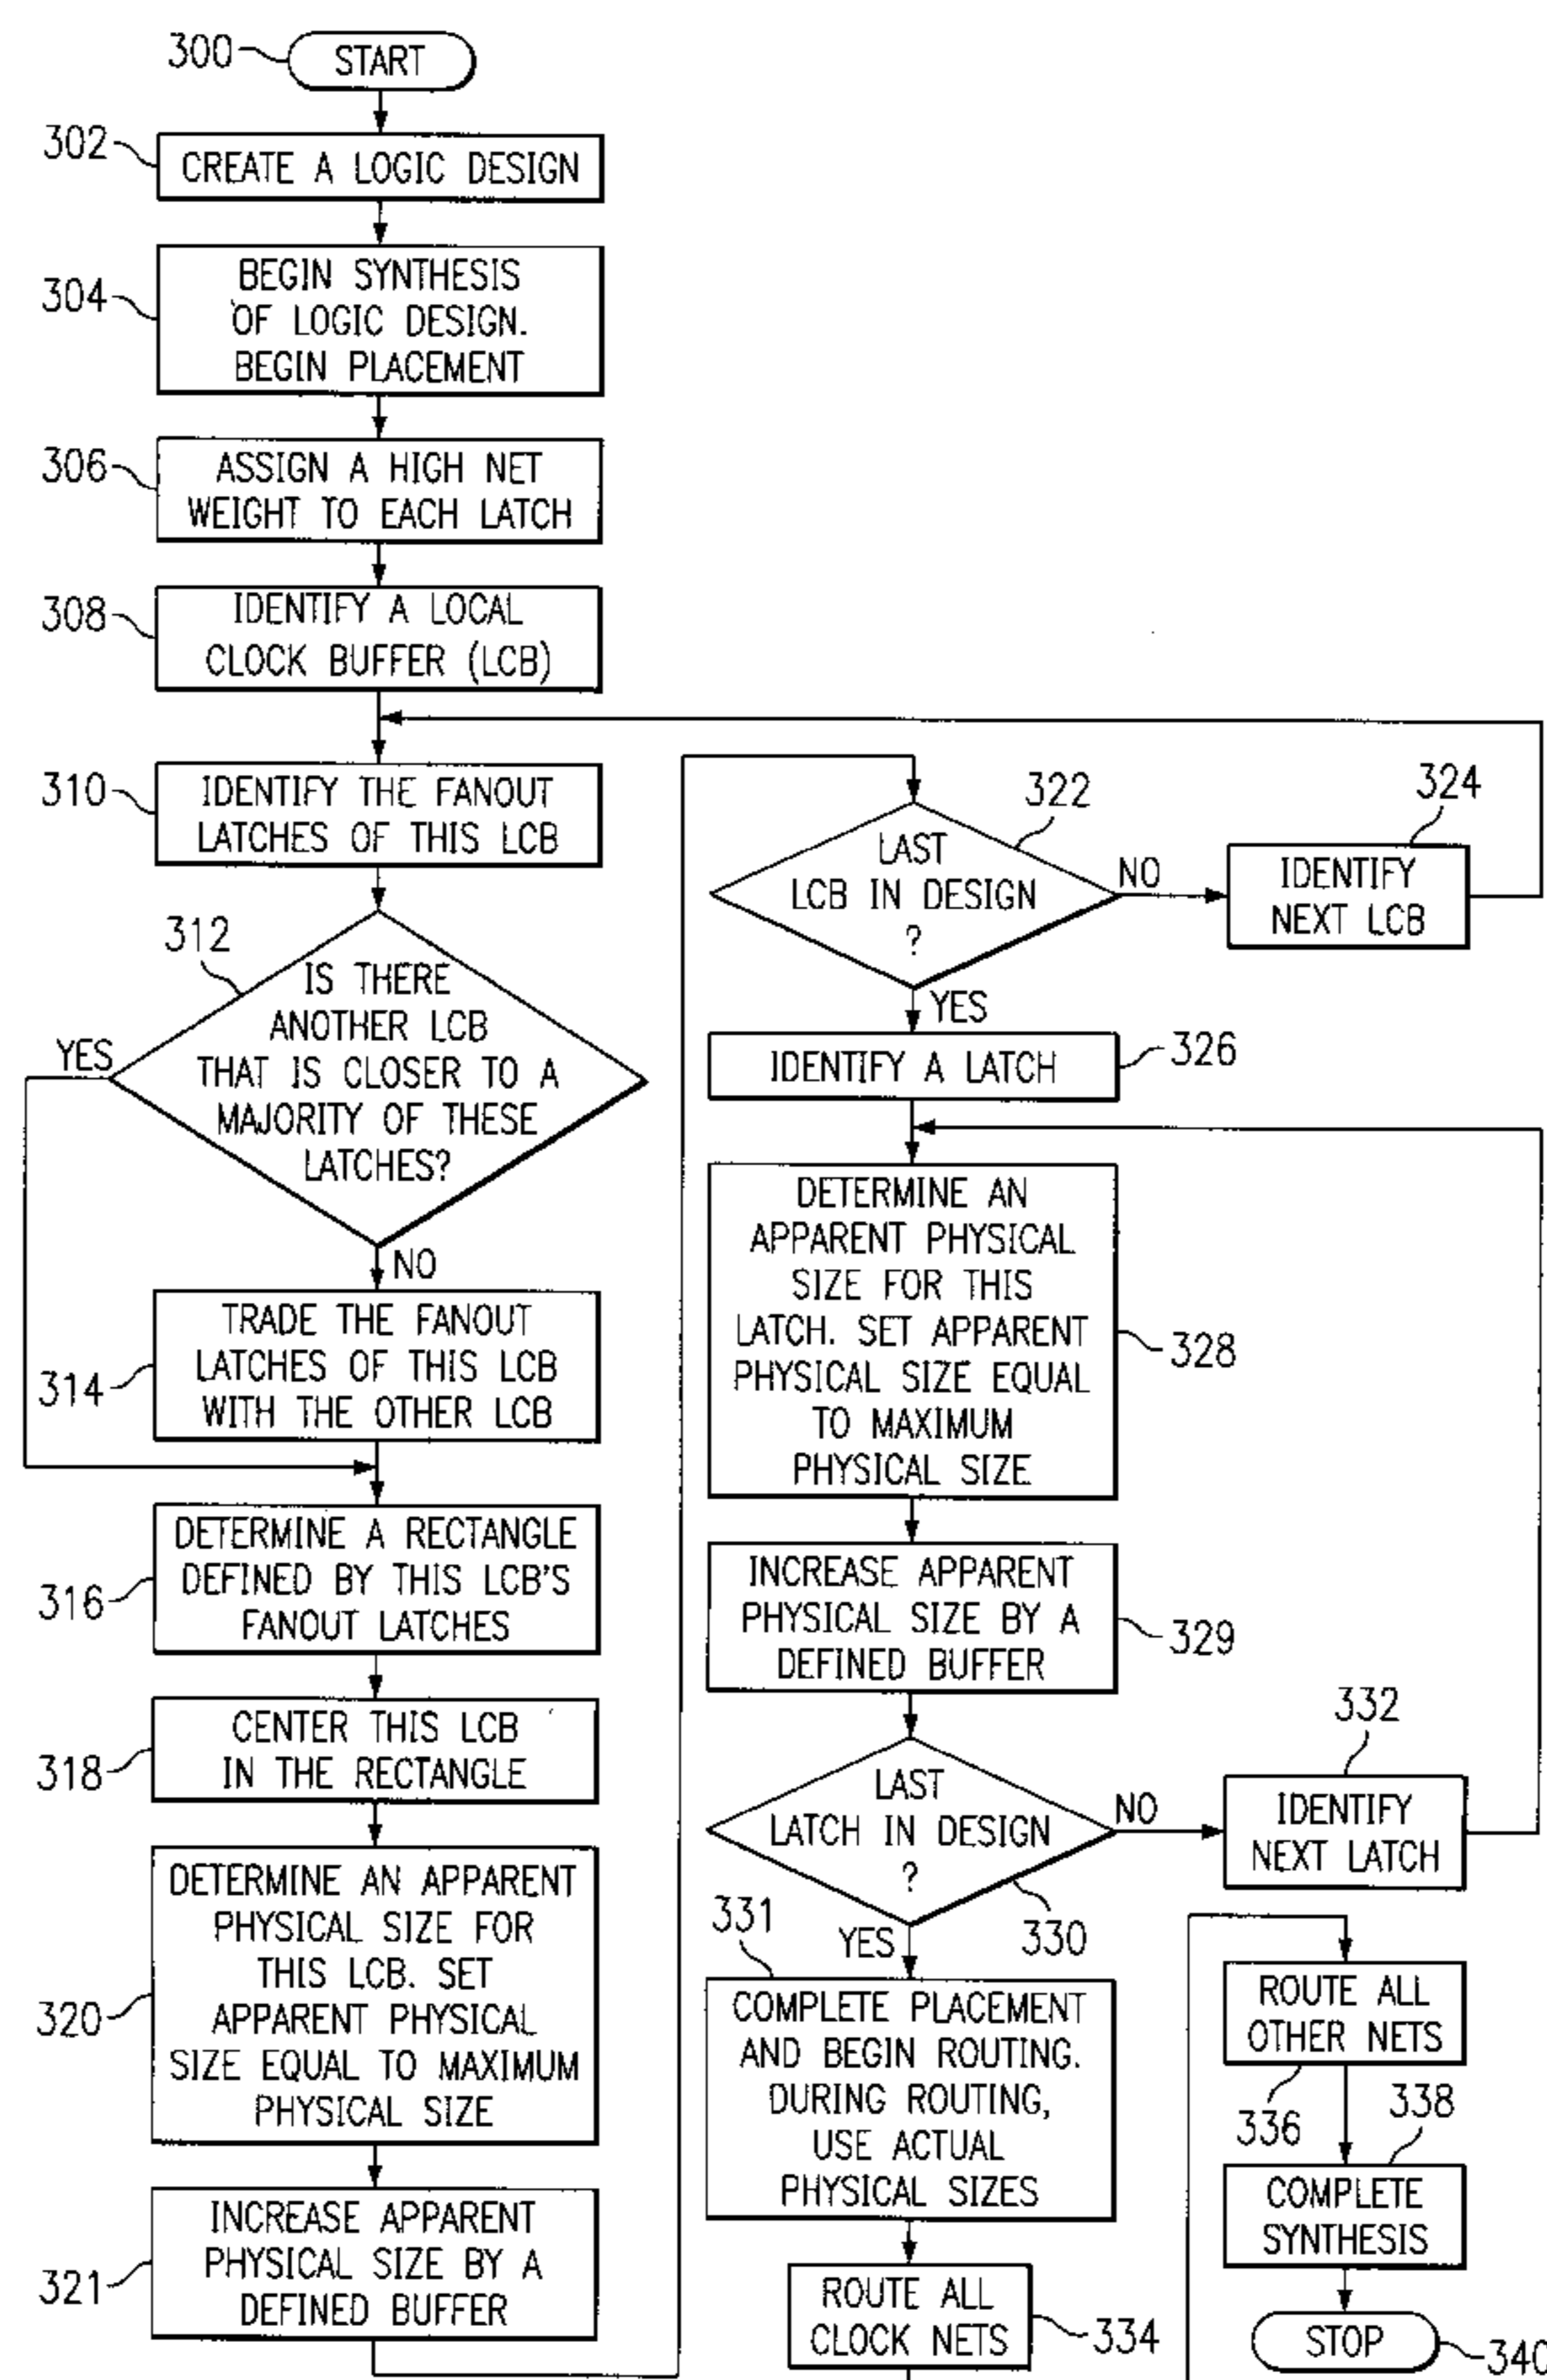 300
START
302
CREATE A LOGIC DESIGN
304
BEGIN SYNTHESIS
OF LOGIC DESIGN.
BEGIN PLACEMENT
306
ASSIGN A HIGH NET
WEIGHT TO EACH LATCH
308
IDENTIFY A LOCAL
CLOCK BUFFER (LCB)
310
IDENTIFY THE FANOUT
LATCHES OF THIS LCB
312
IS THERE
ANOTHER LCB
THAT IS CLOSER TO A
MAJORITY OF THESE
LATCHES?
YES
NO
314
TRADE THE FANOUT
LATCHES OF THIS LCB
WITH THE OTHER LCB
316
DETERMINE A RECTANGLE
DEFINED BY THIS LCB'S
FANOUT LATCHES
318
CENTER THIS LCB
IN THE RECTANGLE
320
DETERMINE AN APPARENT
PHYSICAL SIZE FOR
THIS LCB. SET
APPARENT PHYSICAL
SIZE EQUAL TO MAXIMUM
PHYSICAL SIZE
321
INCREASE APPARENT
PHYSICAL SIZE BY A
DEFINED BUFFER
322
LAST
LCB IN DESIGN
?
NO
324
IDENTIFY
NEXT LCB
YES
IDENTIFY A LATCH
326
DETERMINE AN
APPARENT PHYSICAL
SIZE FOR THIS
LATCH. SET APPARENT
PHYSICAL SIZE EQUAL
TO MAXIMUM
PHYSICAL SIZE
328
INCREASE APPARENT
PHYSICAL SIZE BY A
DEFINED BUFFER
329
LAST
LATCH IN DESIGN
?
330
NO
332
IDENTIFY
NEXT LATCH
YES
331
COMPLETE PLACEMENT
AND BEGIN ROUTING.
DURING ROUTING,
USE ACTUAL
PHYSICAL SIZES
ROUTE ALL
CLOCK NETS
334
ROUTE ALL
OTHER NETS
336
338
COMPLETE
SYNTHESIS
STOP
340